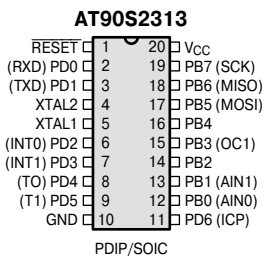 AT90S2313
RESET 1 20 VCC
(RXD) PD0 2 19 PB7 (SCK)
(TXD) PD1 3 18 PB6 (MISO)
XTAL2 4 17 PB5 (MOSI)
XTAL1 5 16 PB4
(INT0) PD2 6 15 PB3 (OC1)
(INT1) PD3 7 14 PB2
(TO) PD4 8 13 PB1 (AIN1)
(T1) PD5 9 12 PB0 (AIN0)
GND 10 11 PD6 (ICP)
PDIP/SOIC